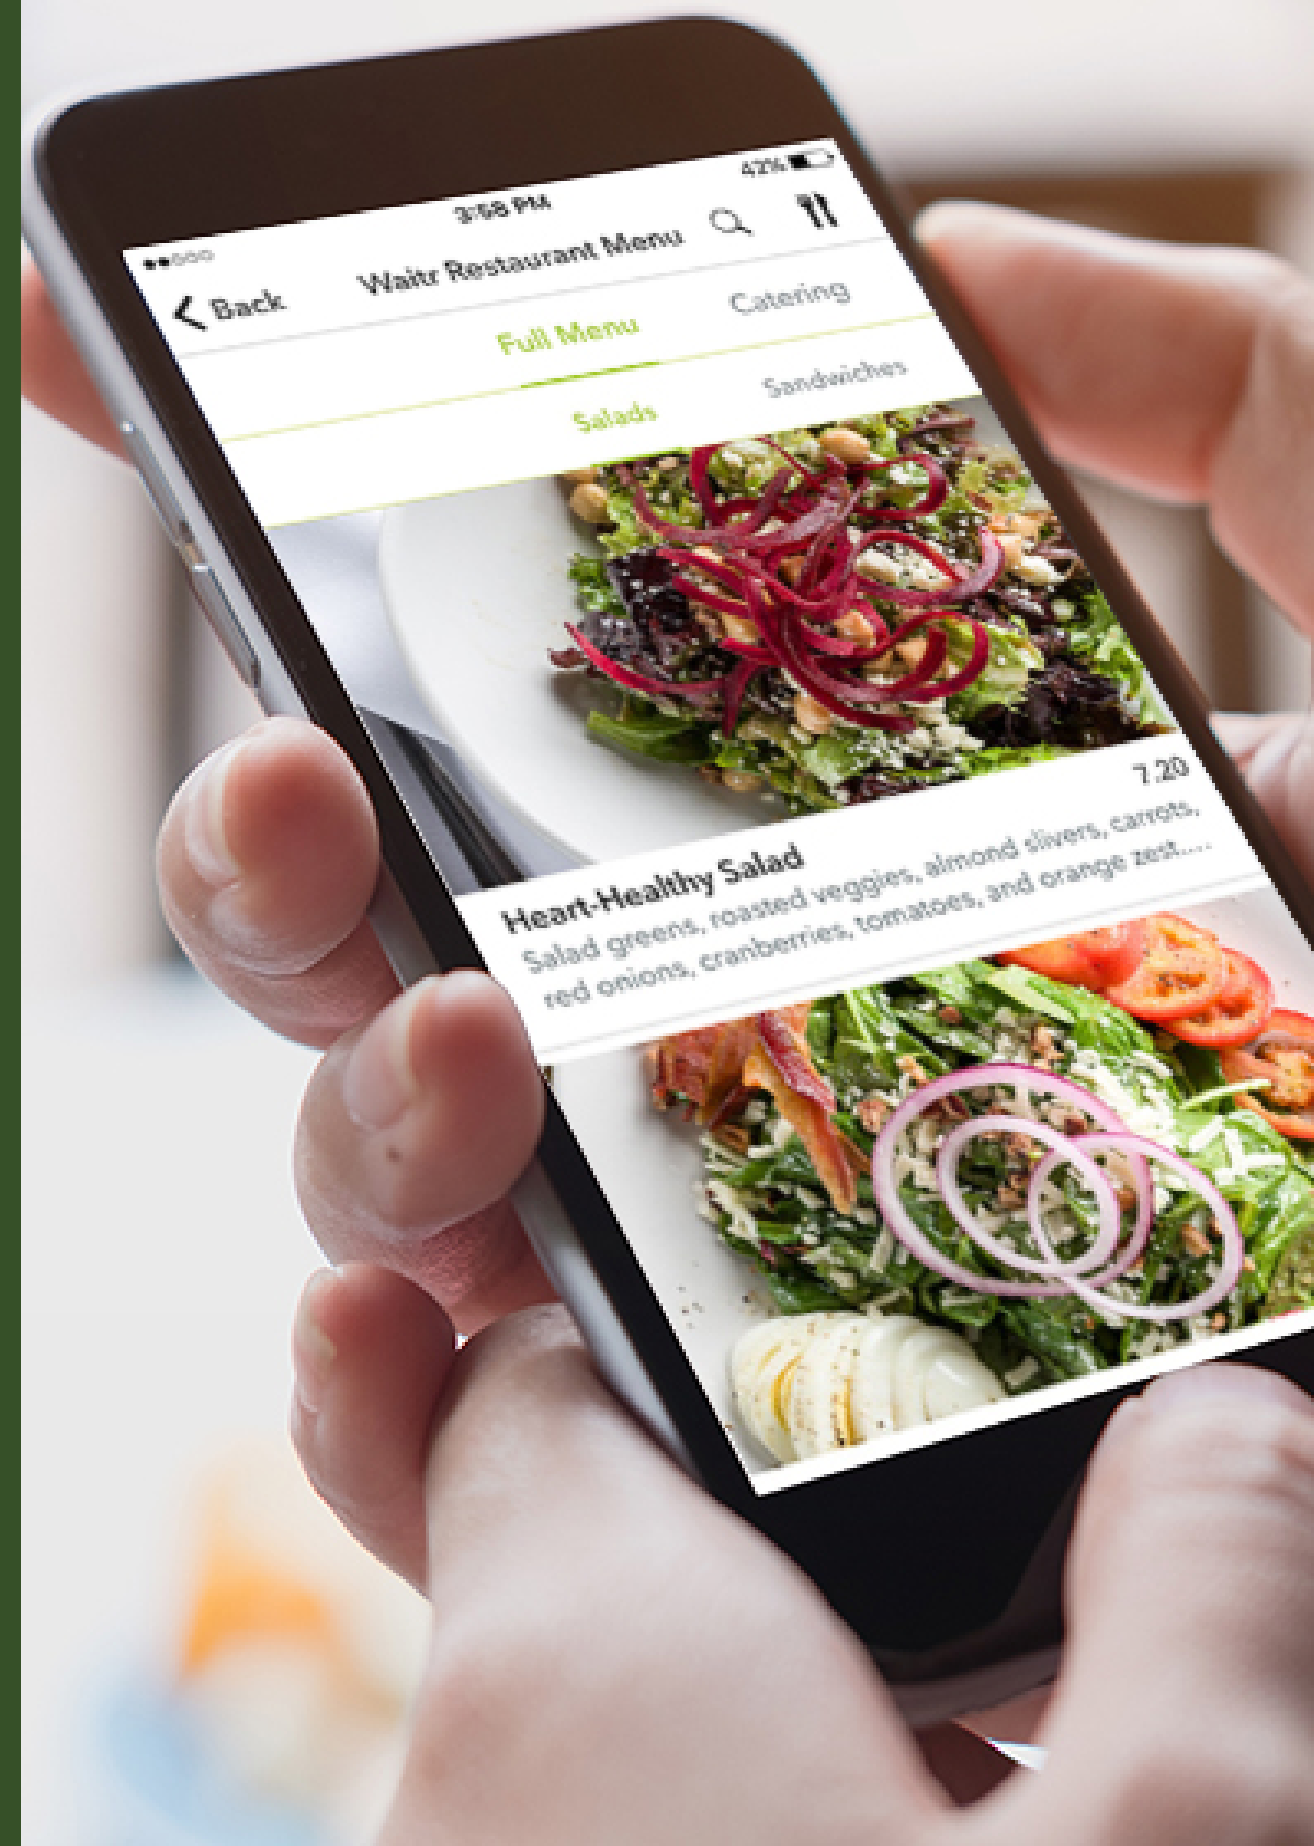 42%
3:58 PM
Back
Waitr Restaurant Menu
Full Menu
Catering
Salads
Sandwiches
7.20
Heart-Healthy Salad
Salad greens, roasted veggies, almond slivers, carrots,
red onions, cranberries, tomatoes, and orange zest....